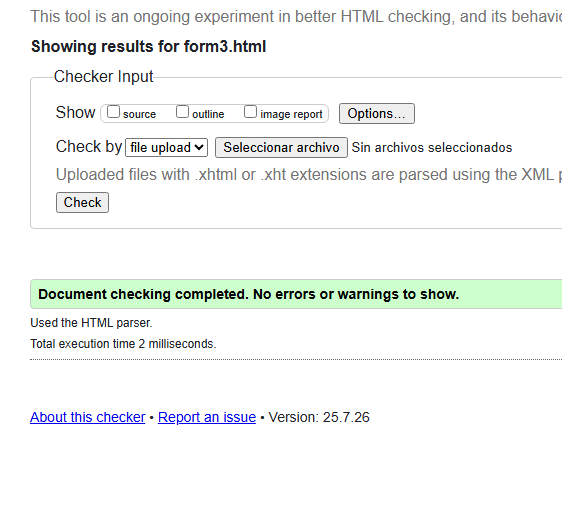 This tool is an ongoing experiment in better HTML checking, and its
Showing results for form3.html
Checker Input
Show source outline image report Options...
Check by file upload Seleccionar archivo Sin archivos seleccionados
Uploaded files with .xhtml or .xht extensions are parsed using the XML
Check
Document checking completed. No errors or warnings to show.
Used the HTML parser.
Total execution time 2 milliseconds.
About this checker • Report an issue • Version: 25.7.26